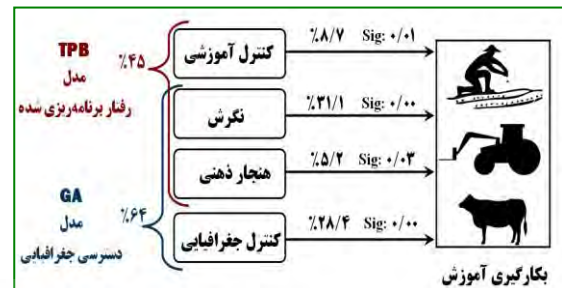 TPB
مدل
رفتار برنامه‌ریزی شده
٪۴۵
GA
مدل
دسترسی جغرافیایی
٪۶۴
کنترل آموزشی
٪۸/۷ Sig: ۰/۰۱
نگرش
٪۳۱/۱ Sig: ۰/۰۰
هنجار ذهنی
٪۵/۲ Sig: ۰/۰۳
کنترل جغرافیایی
٪۲۸/۴ Sig: ۰/۰۰
بکارگیری آموزش